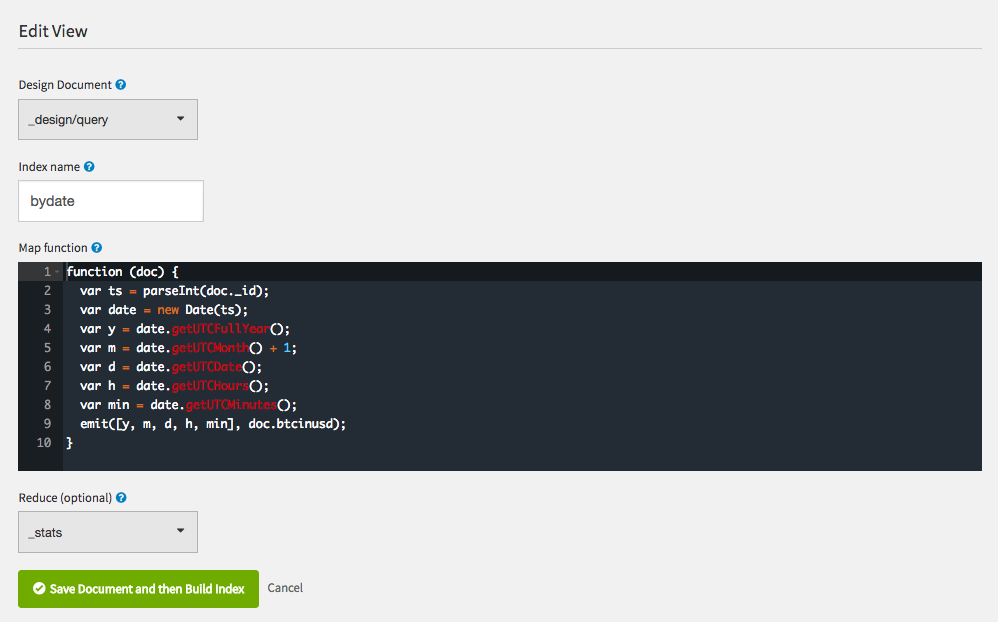 Edit View
Design Document
_design/query
Index name
bydate
Map function
1 function (doc) {
2 var ts = parseInt(doc._id);
3 var date = new Date(ts);
4 var y = date.getUTCFullYear();
5 var m = date.getUTCMonth() + 1;
6 var d = date.getUTCDate();
7 var h = date.getUTCHours();
8 var min = date.getUTCMinutes();
9 emit([y, m, d, h, min], doc.btcinusd);
10 }
Reduce (optional)
_stats
Save Document and then Build Index Cancel